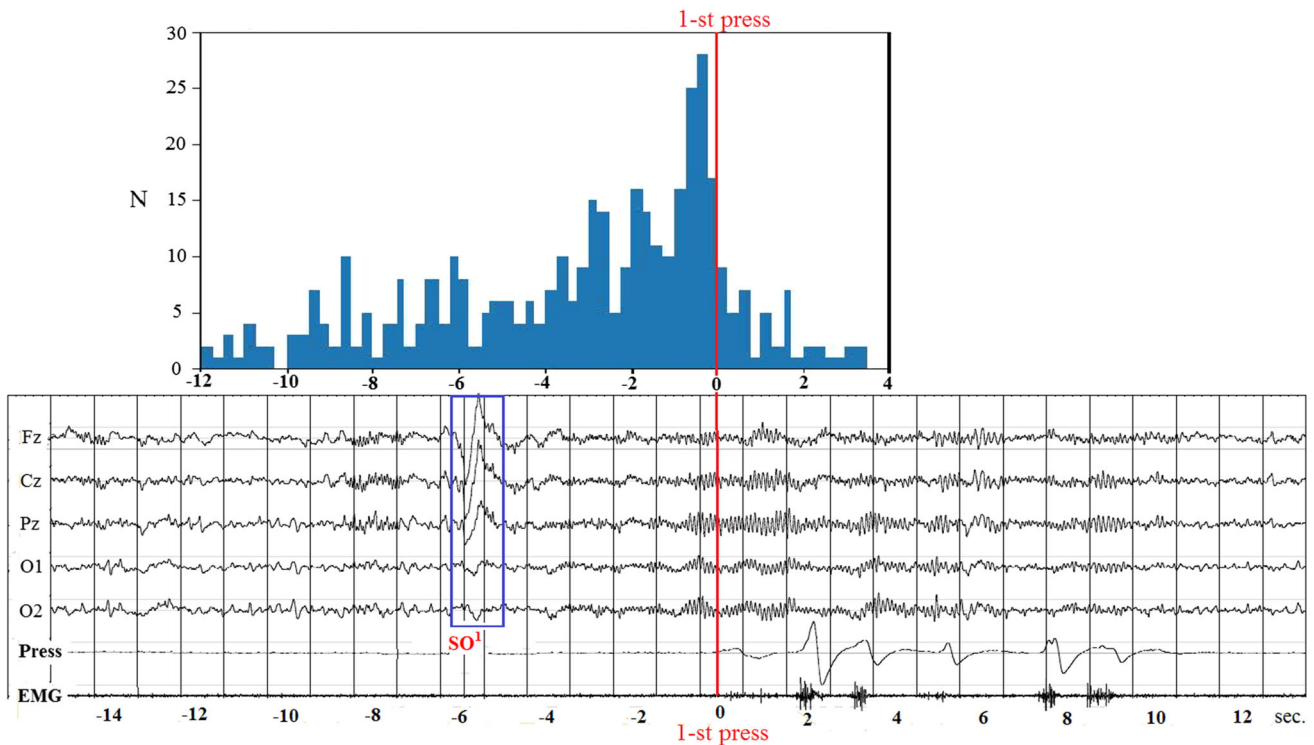 1-st press
30
25
20
N
15
10
5
0
-12 -10 -8 -6 -4 -2 0 2 4
Fz
Cz
Pz
O1
O2
Press
SO¹
EMG
-14 -12 -10 -8 -6 -4 -2 0 2 4 6 8 10 12 sec.
1-st press